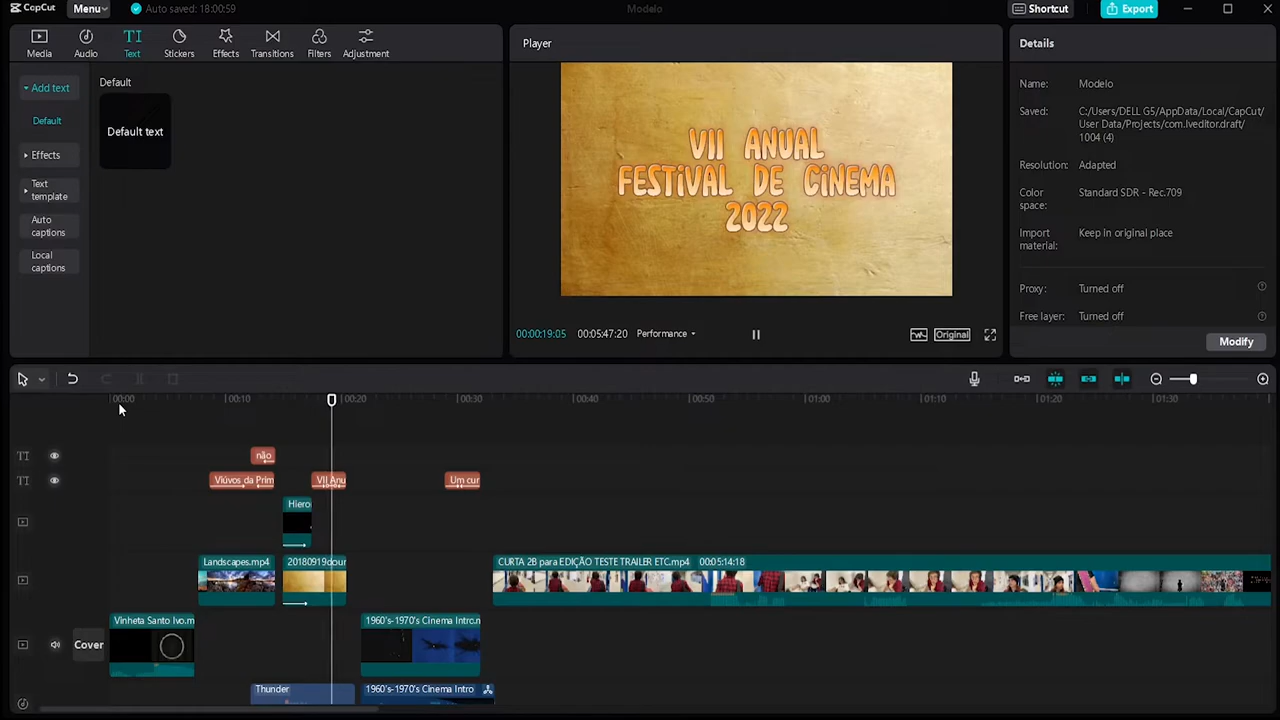 CapCut
Menu
Auto saved: 18:00:59
Modelo
Shortcut
Export
Media
Audio
Text
Stickers
Effects
Transitions
Filters
Adjustment
Add text
Default
Effects
Text template
Auto captions
Local captions
Default
Default text
Player
VII ANUAL
FESTIVAL DE CINEMA
2022
00:00:19:05
00:05:47:20
Performance
Original
Details
Name: Modelo
Saved: C:/Users/DELL G5/AppData/Local/CapCut/
User Data/Projects/com.lveditor.draft/
1004 (4)
Resolution: Adapted
Color space: Standard SDR - Rec.709
Import material: Keep in original place
Proxy: Turned off
Free layer: Turned off
Modify
00:00
00:10
00:20
00:30
00:40
00:50
01:00
01:10
01:20
01:30
não
Viúvos da Prim
VII Anu
Um cur
Hiero
Landscapes.mp4
20180919dour
CURTA 2B para EDIÇÃO TESTE TRAILER ETC.mp4 00:05:14:18
Cover
Vinheta Santo Ivo.m
1960's-1970's Cinema Intro.n
Thunder
1960's-1970's Cinema Intro